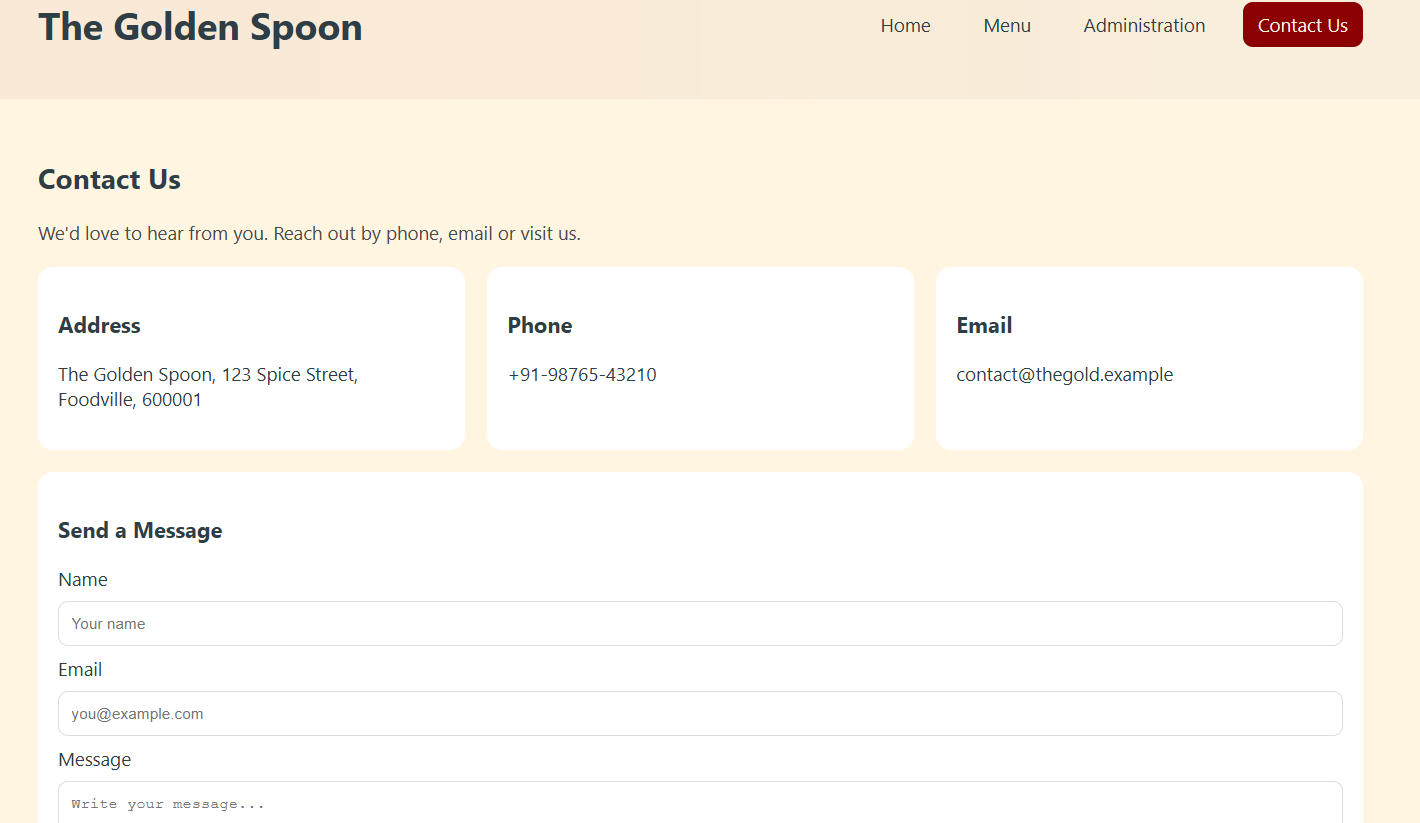 The Golden Spoon
Home Menu Administration Contact Us
Contact Us
We'd love to hear from you. Reach out by phone, email or visit us.
Address
The Golden Spoon, 123 Spice Street,
Foodville, 600001
Phone
+91-98765-43210
Email
contact@thegold.example
Send a Message
Name
Your name
Email
you@example.com
Message
Write your message...